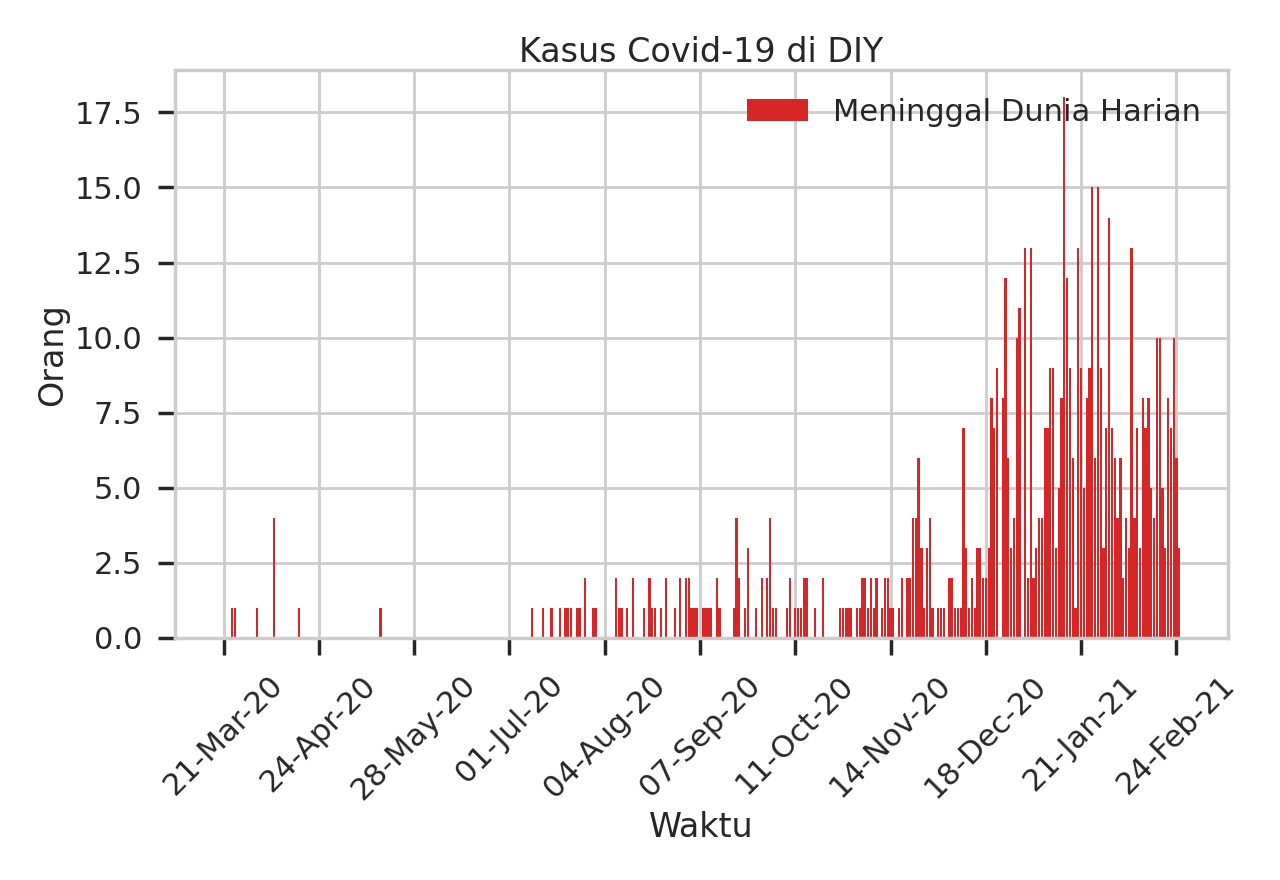 Kasus Covid-19 di DIY
Meninggal Dunia Harian
17.5
15.0
12.5
10.0
7.5
5.0
2.5
0.0
Orang
21-Mar-20
24-Apr-20
28-May-20
01-Jul-20
04-Aug-20
07-Sep-20
11-Oct-20
14-Nov-20
18-Dec-20
21-Jan-21
24-Feb-21
Waktu